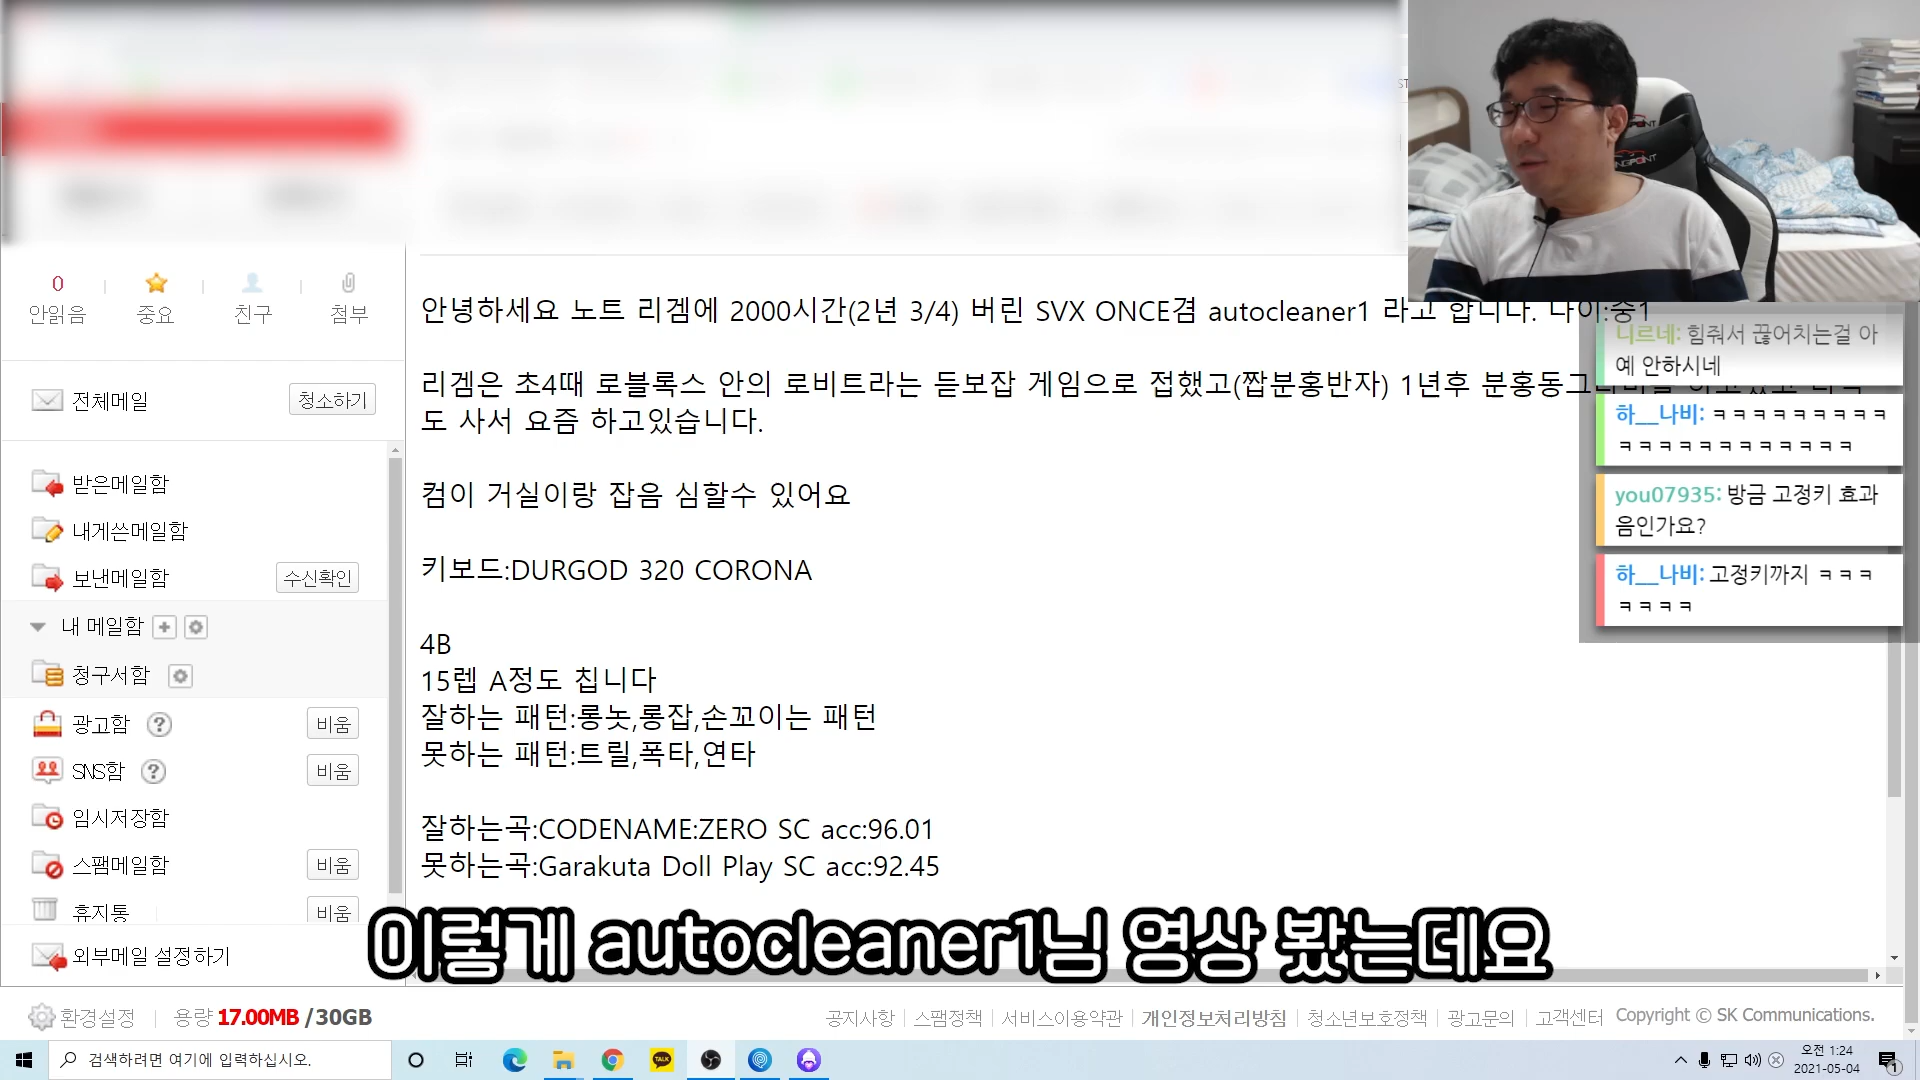 0
안읽음
중요
친구
첨부
전체메일
청소하기
받은메일함
내게쓴메일함
보낸메일함
수신확인
내 메일함
청구서함
광고함
비움
SNS함
비움
임시저장함
스팸메일함
비움
휴지통
비움
외부메일 설정하기
안녕하세요 노트 리겜에 2000시간(2년 3/4) 버린 SVX ONCE겸 autocleaner1 라고 합니다. 나이:중1
리겜은 초4때 로블록스 안의 로비트라는 듣보잡 게임으로 접했고(짭분홍반자) 1년후
도 사서 요즘 하고있습니다.
컴이 거실이랑 잡음 심할수 있어요
키보드:DURGOD 320 CORONA
4B
15렙 A정도 칩니다
잘하는 패턴:롱놋,롱잡,손꼬이는 패턴
못하는 패턴:트릴,폭타,연타
잘하는곡:CODENAME:ZERO SC acc:96.01
못하는곡:Garakuta Doll Play SC acc:92.45
니르네: 힘줘서 끊어치는걸 아
예 안하시네
하__나비: ㅋㅋㅋㅋㅋㅋㅋㅋㅋ
ㅋㅋㅋㅋㅋㅋㅋㅋㅋㅋㅋㅋ
you07935: 방금 고정키 효과
음인가요?
하__나비: 고정키까지 ㅋㅋㅋ
ㅋㅋㅋㅋ
이렇게 autocleaner1님 영상 봤는데요
환경설정
용량 17.00MB /30GB
공지사항 스팸정책 서비스이용약관 개인정보처리방침 청소년보호정책 광고문의 고객센터 Copyright © SK Communications.
검색하려면 여기에 입력하십시오.
TALK
오전 1:24
2021-05-04
1